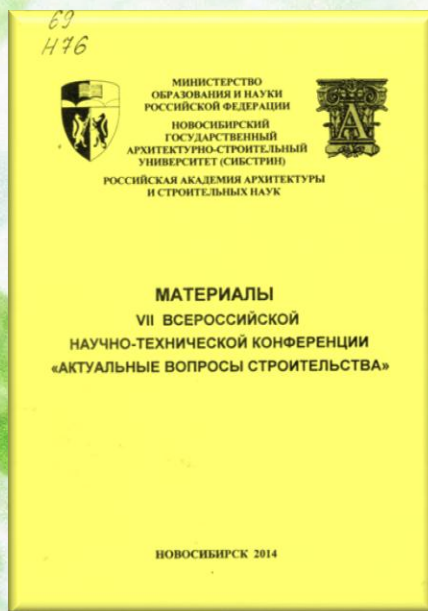 69
Н76
МИНИСТЕРСТВО
ОБРАЗОВАНИЯ И НАУКИ
РОССИЙСКОЙ ФЕДЕРАЦИИ
НОВОСИБИРСКИЙ
ГОСУДАРСТВЕННЫЙ
АРХИТЕКТУРНО-СТРОИТЕЛЬНЫЙ
УНИВЕРСИТЕТ (СИБСТРИН)
РОССИЙСКАЯ АКАДЕМИЯ АРХИТЕКТУРЫ
И СТРОИТЕЛЬНЫХ НАУК
А
МАТЕРИАЛЫ
VII ВСЕРОССИЙСКОЙ
НАУЧНО-ТЕХНИЧЕСКОЙ КОНФЕРЕНЦИИ
«АКТУАЛЬНЫЕ ВОПРОСЫ СТРОИТЕЛЬСТВА»
НОВОСИБИРСК 2014